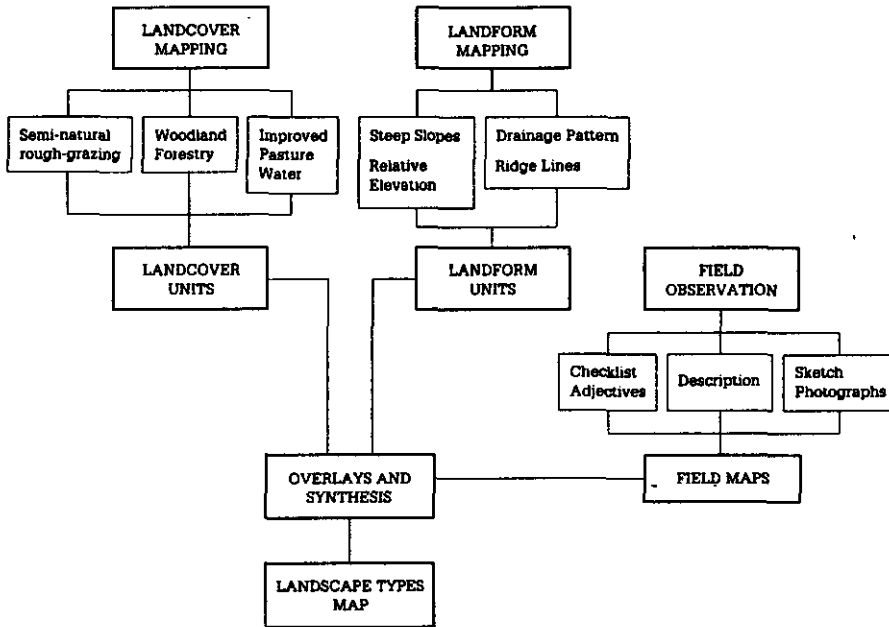 LANDCOVER
MAPPING
LANDFORM
MAPPING
Semi-natural
rough-grazing
Woodland
Forestry
Improved
Pasture
Water
Steep Slopes
Relative
Elevation
Drainage Pattern
Ridge Lines
LANDCOVER
UNITS
LANDFORM
UNITS
FIELD
OBSERVATION
Checklist
Adjectives
Description
Sketch
Photographs
OVERLAYS AND
SYNTHESIS
FIELD MAPS
LANDSCAPE TYPES
MAP